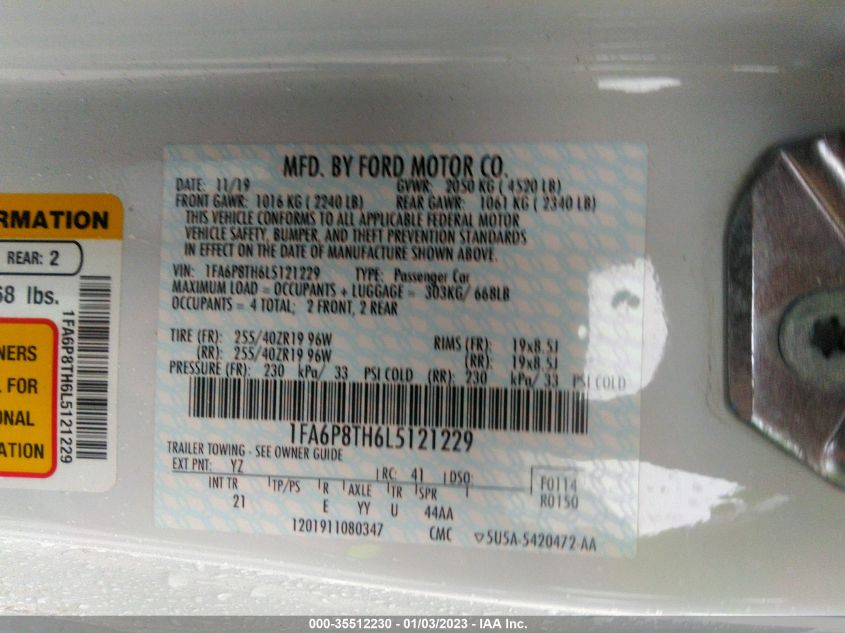 MFD. BY FORD MOTOR CO.
DATE: 11/19 GVWR: 2050 KG ( 4520 LB)
FRONT GAWR: 1016 KG ( 2240 LB) REAR GAWR: 1061 KG ( 2340 LB)
THIS VEHICLE CONFORMS TO ALL APPLICABLE FEDERAL MOTOR
VEHICLE SAFETY, BUMPER, AND THEFT PREVENTION STANDARDS
IN EFFECT ON THE DATE OF MANUFACTURE SHOWN ABOVE.
VIN: 1FA6P8TH6L5121229 TYPE: Passenger Car
MAXIMUM LOAD = OCCUPANTS + LUGGAGE = 303KG/ 668LB
OCCUPANTS = 4 TOTAL; 2 FRONT, 2 REAR
TIRE (FR): 255/40ZR19 96W RIMS (FR): 19x8.5J
(RR): 255/40ZR19 96W (RR): 19x8.5J
PRESSURE (FR): 230 kPa/ 33 PSI COLD (RR): 230 kPa/ 33 PSI COLD
1FA6P8TH6L5121229
TRAILER TOWING - SEE OWNER GUIDE
EXT PNT: YZ RC: 41 DSO: F0114
INT TR TP/PS R AXLE TR SPR R0150
21 E YY U 44AA
1201911080347 CMC ▽5U5A-5420472-AA
RMATION
REAR: 2
68 lbs.
NERS
L FOR
ONAL
ATION
1FA6P8TH6L5121229
000-35512230 - 01/03/2023 - IAA Inc.